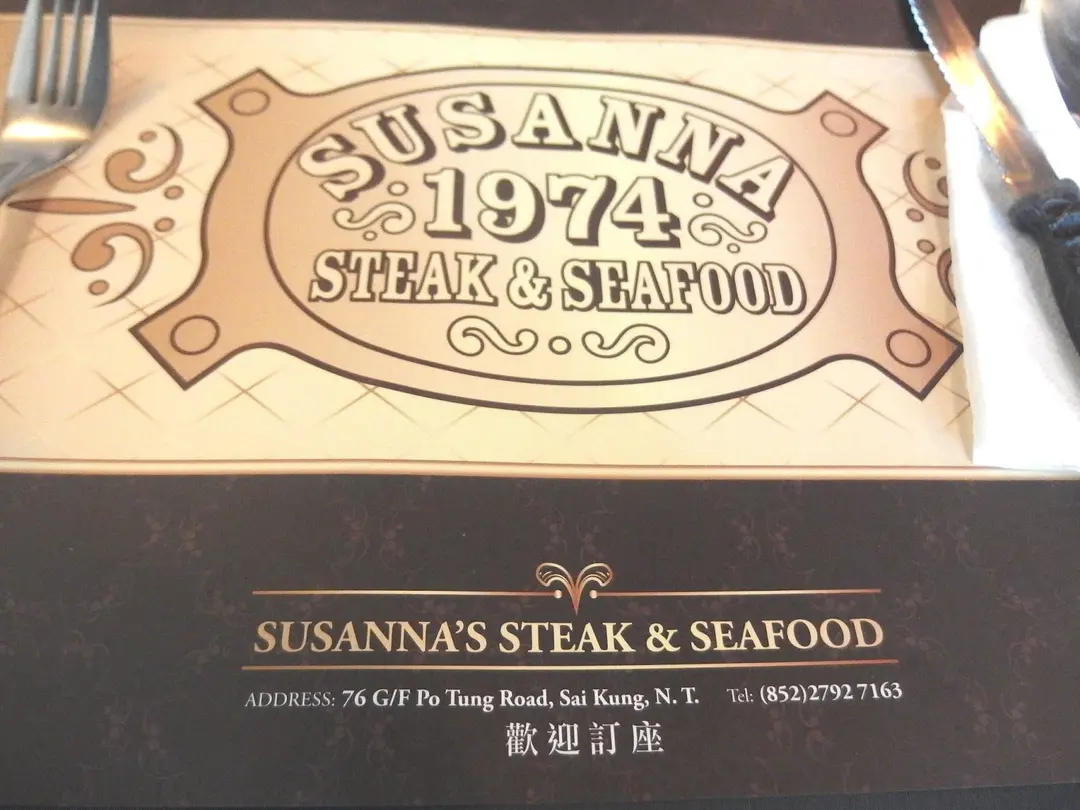 SUSANNA
1974
STEAK & SEAFOOD
SUSANNA'S STEAK & SEAFOOD
ADDRESS: 76 G/F Po Tung Road, Sai Kung, N. T. Tel: (852)2792 7163
歡迎訂座